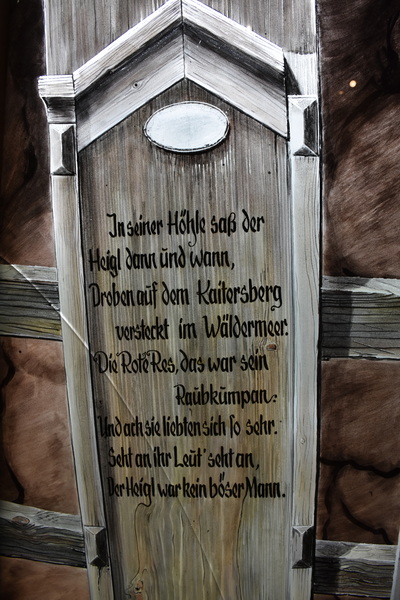 In seiner Höhle saß der
Heigl dann und wann,
Droben auf dem Kaitersberg
versteckt im Wäldermeer.
Die Rote Res, das war sein
Raubkumpan.
Und ach sie liebten sich so sehr.
Seht an ihr Leut' seht an,
Der Heigl war kein böser Mann.